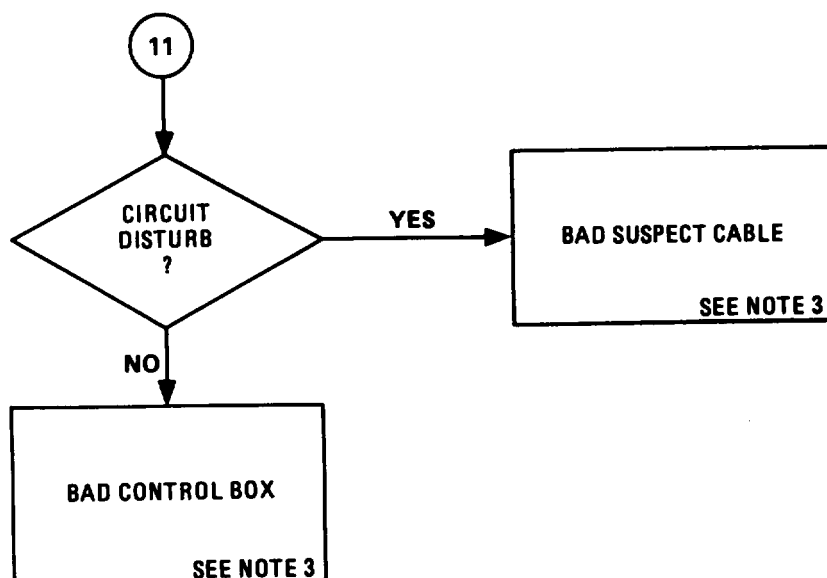 11
CIRCUIT
DISTURB
?
YES
BAD SUSPECT CABLE
SEE NOTE 3
NO
BAD CONTROL BOX
SEE NOTE 3